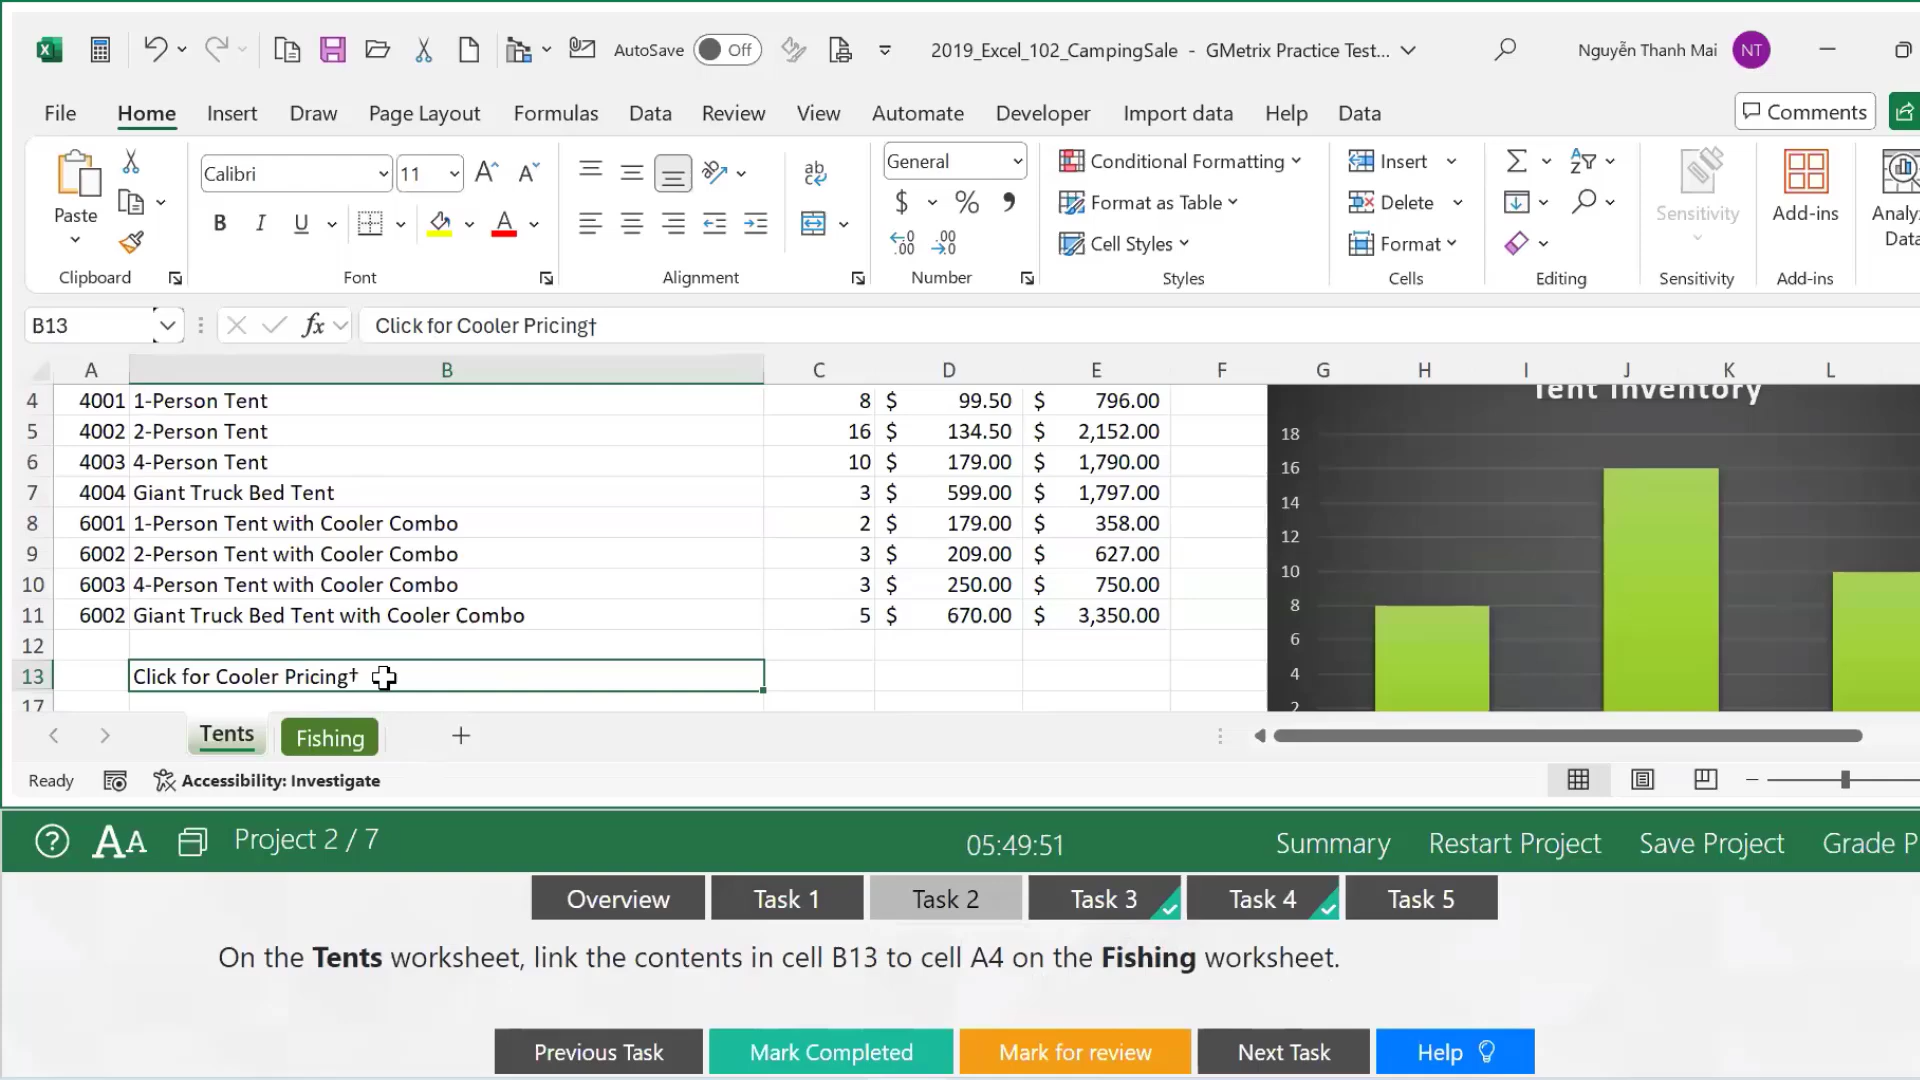 AutoSave Off 2019_Excel_102_CampingSale - GMetrix Practice Test... Nguyễn Thanh Mai NT
File Home Insert Draw Page Layout Formulas Data Review View Automate Developer Import data Help Data Comments
Paste
Clipboard
Calibri 11
B I U
Font
ab
Alignment
General
$ % ,
Number
Conditional Formatting
Format as Table
Cell Styles
Styles
Insert
Delete
Format
Cells
Editing
Sensitivity
Sensitivity
Add-ins
Add-ins
Data
B13 fx Click for Cooler Pricing†
A B C D E F G H I J K L
4 4001 1-Person Tent 8 $ 99.50 $ 796.00
5 4002 2-Person Tent 16 $ 134.50 $ 2,152.00
6 4003 4-Person Tent 10 $ 179.00 $ 1,790.00
7 4004 Giant Truck Bed Tent 3 $ 599.00 $ 1,797.00
8 6001 1-Person Tent with Cooler Combo 2 $ 179.00 $ 358.00
9 6002 2-Person Tent with Cooler Combo 3 $ 209.00 $ 627.00
10 6003 4-Person Tent with Cooler Combo 3 $ 250.00 $ 750.00
11 6002 Giant Truck Bed Tent with Cooler Combo 5 $ 670.00 $ 3,350.00
12
13 Click for Cooler Pricing†
17
Tent Inventory
18
16
14
12
10
8
6
4
2
Tents Fishing
Ready Accessibility: Investigate
Project 2 / 7 05:49:51 Summary Restart Project Save Project Grade P
Overview Task 1 Task 2 Task 3 Task 4 Task 5
On the Tents worksheet, link the contents in cell B13 to cell A4 on the Fishing worksheet.
Previous Task Mark Completed Mark for review Next Task Help